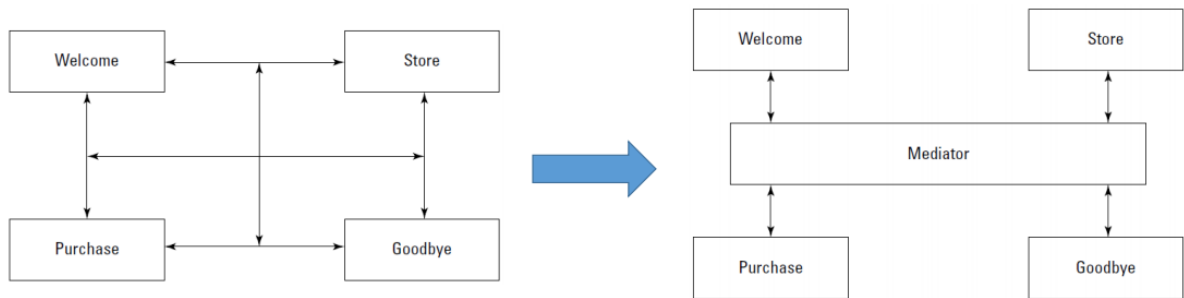 Welcome
Store
Purchase
Goodbye
Welcome
Store
Mediator
Purchase
Goodbye